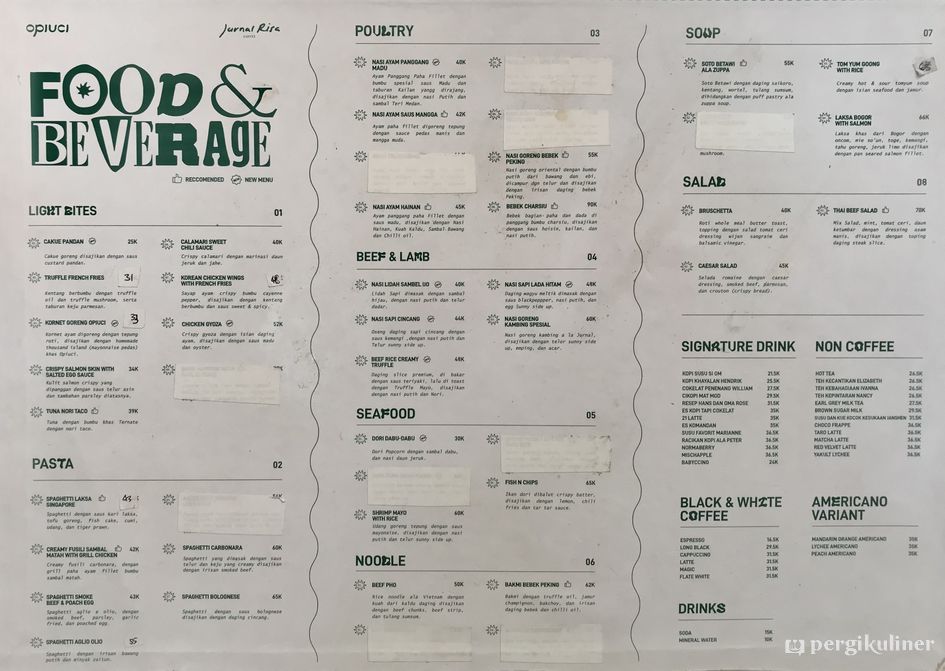 OPIUCI
Jurnal Risa
COFFEE
FOOD &
BEVERAGE
RECCOMENDED NEW MENU
LIGHT BITES 01
CAKUE PANDAN 25K
Cakue goreng disajikan dengan saus
custard pandan.
TRUFFLE FRENCH FRIES 31
kentang berbumbu dengan truffle
oil dan truffle mushroom, serta
taburan keju parmesan.
KORNET GORENG OPIUCI 33
Kornet ayam digoreng dengan tepung
roti, disajikan dengan hommade
thousand island (mayonnaise pedas)
khas Opiuci.
CRISPY SALMON SKIN WITH 34K
SALTED EGG SAUCE
Kulit salmon crispy yang
dipanggang dengan saus telur azin
dan tambahan parsley diatasnya.
TUNA NORI TACO 39K
Tuna dengan bumbu khas Ternate
dengan nori taco.
CALAMARI SWEET 40K
CHILI SAUCE
Crispy calamari dengan marinasi daun
jeruk dan jahe.
KOREAN CHICKEN WINGS
WITH FRENCH FRIES
Sayap ayam crispy bumbu cayenne
pepper, disajikan dengan kentang
berbumbu dan saus sweet & spicy.
CHICKEN GYOZA 52K
Crispy gyoza dengan isian daging
ayam, disajikan dengan saus madu
dan oyster.
PASTA 02
SPAGHETTI LAKSA 43
SINGAPORE
Spaghetti dengan saus kari laksa,
tofu goreng, fish cake, cumi,
udang, dan tiger prawn.
CREAMY FUSILI SAMBAL 42K
MATAH WITH GRILL CHICKEN
Creamy fusili carbonara, dengan
grill paha ayam fillet bumbu
sambal matah.
SPAGHETTI SMOKE 43K
BEEF & POACH EGG
Spaghetti aglio e olio, dengan
smoked beef, parsley, garlic
fried, dan poached egg.
SPAGHETTI AGLIO OLIO 55
Spaghetti dengan irisan bawang
putih dan minyak zaitun.
SPAGHETTI CARBONARA 60K
Spaghetti yang dimasak dengan saus
telur dan keju yang creamy disajikan
dengan irisan smoked beef.
SPAGHETTI BOLOGNESE 65K
Spaghetti dengan saus bolognese
disajikan dengan daging cincang.
POULTRY 03
NASI AYAM PANGGANG 40K
MADU
Ayam Panggang Paha Fillet dengan
bumbu spesial saus Madu dan
taburan Kailan yang dirajang,
disajikan dengan nasi Putih dan
sambal Teri Medan.
NASI AYAM SAUS MANGGA 42K
Ayam paha fillet digoreng tepung
dengan sauce pedas manis dan
mangga muda.
NASI AYAM HAINAN 45K
Ayam panggang paha fillet dengan
saus madu, disajikan dengan Nasi
Hainan, Kuah Kaldu, Sambal Bawang
dan Chili oil.
NASI GORENG BEBEK 55K
PEKING
Nasi goreng oriental dengan bumbu
putih dari bawang dan ebi,
dicampur dgn telur dan disajikan
dengan irisan daging bebek
Peking.
BEBEK CHARSIU 90K
Bebek bagian paha dan dada di
panggang bumbu charsiu, disajikan
dengan saus hoisin, kailan, dan
nasi putih.
BEEF & LAMB 04
NASI LIDAH SAMBEL IJO 40K
Lidah Sapi dimasak dengan sambal
hijau, dengan nasi putih dan telur
dadar.
NASI SAPI CINCANG 44K
Oseng daging sapi cincang dengan
saus kemangi ,dengan nasi putih dan
Telur sunny side up.
BEEF RICE CREAMY 48K
TRUFFLE
Daging slice premium, di bakar
dengan saus teriyaki, lalu di toast
dengan Truffle Mayo, disajikan
dengan nasi putih dan Nori.
NASI SAPI LADA HITAM 48K
Daging wagyu meltik dimasak dengan
saus blackpeppper, nasi putih, dan
egg sunny side up.
NASI GORENG 60K
KAMBING SPESIAL
Nasi goreng kambing a la Jurnal,
disajikan dengan telor sunny side
up, emping, dan acar.
SEAFOOD 05
DORI DABU-DABU 30K
Dori Popcorn dengan sambal dabu,
dan nasi daun jeruk.
SHRIMP MAYO 60K
WITH RICE
Udang goreng tepung dengan saus
mayonaise, disajikan dengan nasi
putih dan telur sunny side up.
FISH N CHIPS 65K
Ikan dori dibalut crispy batter,
disajikan dengan lemon, chili
fries dan tar tar sauce.
NOODLE 06
BEEF PHO 50K
Rice noodle ala Vietnam dengan
kuah dari kaldu daging disajikan
dengan beef chunks, beef strip,
dan tulang sumsum.
BAKMI BEBEK PEKING 62K
Bakmi dengan truffle oil, jamur
champignon, bakchoy, dan irisan
daging bebek dan chili oil.
SOUP 07
SOTO BETAWI 55K
ALA ZUPPA
Soto Betawi dengan daging saikoro,
kentang, wortel, tulang sumsum,
dihidangkan dengan puff pastry ala
zuppa soup.
mushroom.
TOM YUM GOONG
WITH RICE
Creamy hot & sour tomyum soup
dengan isian seafood dan jamur.
LAKSA BOGOR 66K
WITH SALMON
Laksa khas dari Bogor dengan
oncom, mie so'un, toge, kemangi,
tahu goreng, jeruk limo disajikan
dengan pan seared salmon fillet.
SALAD 08
BRUSCHETTA 40K
Roti whole meal butter toast,
topping dengan salad tomat ceri
dressing wijen sangraim dan
balsamic vinegar.
THAI BEEF SALAD 70K
Mix Salad, mint, tomat ceri, daun
ketumbar dengan dressing asam
manis, disajikan dengan toping
daging steak slice.
CAESAR SALAD 45K
Selada romaine dengan caesar
dressing, smoked beef, parmesan,
dan crouton (crispy bread).
SIGNATURE DRINK
KOPI SUSU SI OM 21.5K
KOPI KHAYALAN HENDRIK 25.5K
COKELAT PENENANG WILLIAM 27.5K
CIKOPI MAT MGO 29.5K
RESEP HANS DAN OMA ROSE 31.5K
ES KOPI TAPI COKELAT 35K
21 LATTE 35K
ES KOMANDAN 35K
SUSU FAVORIT MARIANNE 36.5K
RACIKAN KOPI ALA PETER 36.5K
NORMABERRY 36.5K
MISCHAPPLE 36.5K
BABYCCINO 26K
NON COFFEE
HOT TEA 26.5K
TEH KECANTIKAN ELIZABETH 26.5K
TEH KEBAHAGIAAN IVANNA 26.5K
TEH KEPINTARAN NANCY 26.5K
EARL GREY MILK TEA 27.5K
BROWN SUGAR MILK 29.5K
SUSU DAN KUE KOCOK KESUKAAN JANSHEN 31.5K
CHOCO FRAPPE 36.5K
TARO LATTE 36.5K
MATCHA LATTE 36.5K
RED VELVET LATTE 36.5K
YAKULT LYCHEE 36.5K
BLACK & WHITE
COFFEE
ESPRESSO 16.5K
LONG BLACK 29.5K
CAPPUCCINO 31.5K
LATTE 31.5K
MAGIC 31.5K
FLATE WHITE 31.5K
AMERICANO
VARIANT
MANDARIN ORANGE AMERICANO 35K
LYCHEE AMERICANO 35K
PEACH AMERICANO 35K
DRINKS
SODA 15K
MINERAL WATER 10K
pergikuliner